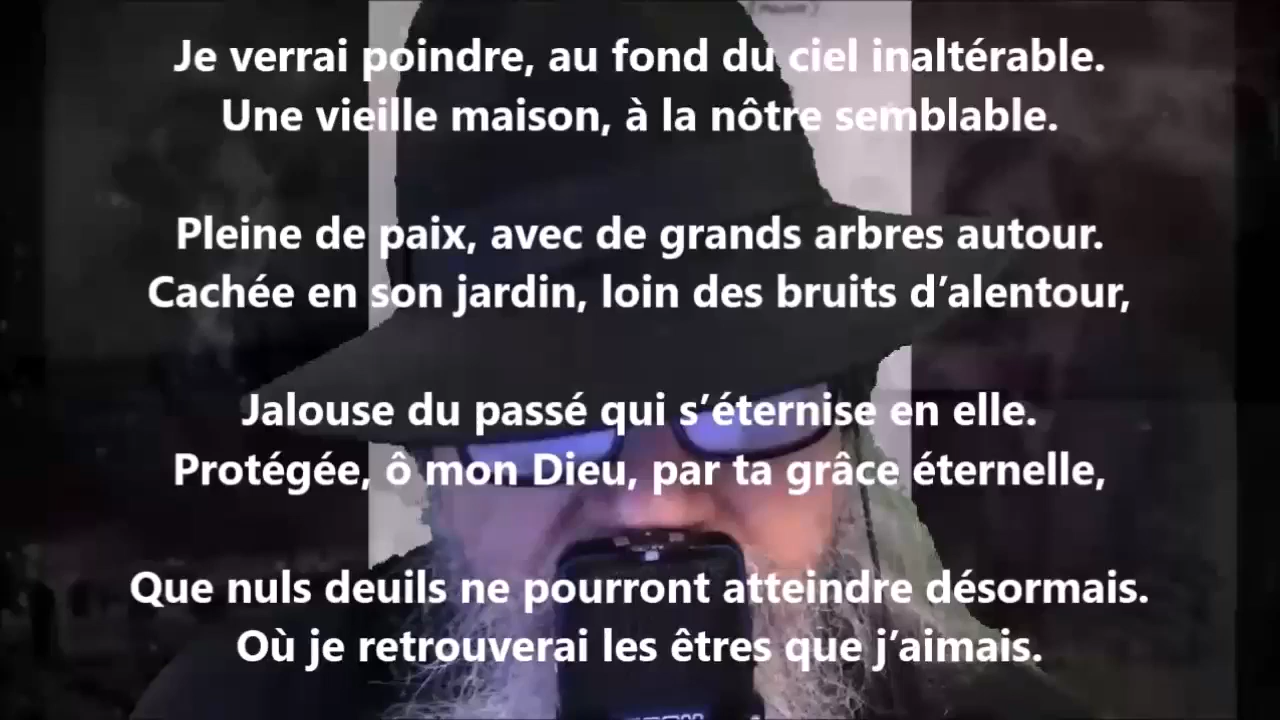 Je verrai poindre, au fond du ciel inaltérable.
Une vieille maison, à la nôtre semblable.
Pleine de paix, avec de grands arbres autour.
Cachée en son jardin, loin des bruits d’alentour,
Jalouse du passé qui s’éternise en elle.
Protégée, ô mon Dieu, par ta grâce éternelle,
Que nuls deuils ne pourront atteindre désormais.
Où je retrouverai les êtres que j’aimais.